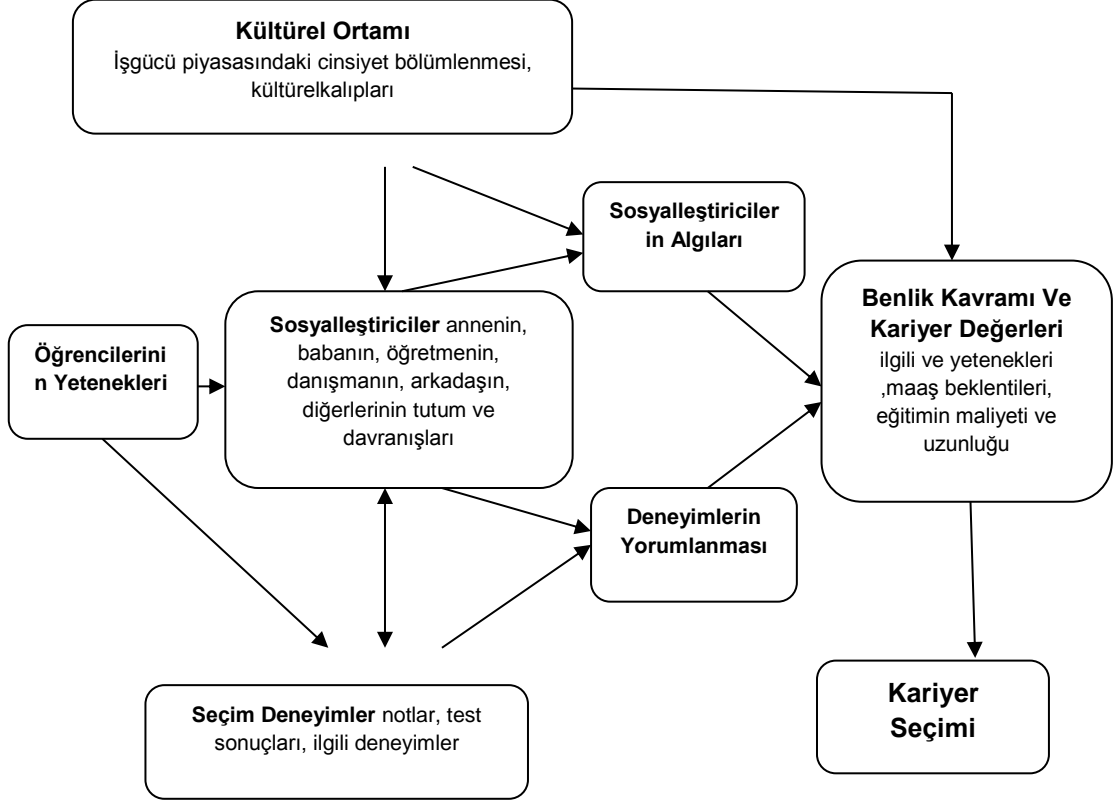 Kültürel Ortamı
İşgücü piyasasındaki cinsiyet bölümlenmesi,
kültürelkalıpları
Sosyalleştiriciler
in Algıları
Benlik Kavramı Ve
Kariyer Değerleri
ilgili ve yetenekleri
,maaş beklentileri,
eğitimin maliyeti ve
uzunluğu
Sosyalleştiriciler annenin,
babanın, öğretmenin,
danışmanın, arkadaşın,
diğerlerinin tutum ve
davranışları
Öğrencilerini
n Yetenekleri
Deneyimlerin
Yorumlanması
Seçim Deneyimler notlar, test
sonuçları, ilgili deneyimler
Kariyer
Seçimi